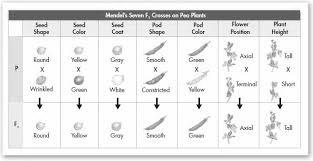 Mendel's Seven F₁ Crosses on Pea Plants
Seed Shape Seed Color Seed Coat Pod Shape Pod Color Flower Position Plant Height
P
Round Yellow Gray Smooth Green Axial Tall
X X X X X X X
Wrinkled Green White Constricted Yellow Terminal Short
F₁
Round Yellow Gray Smooth Green Axial Tall